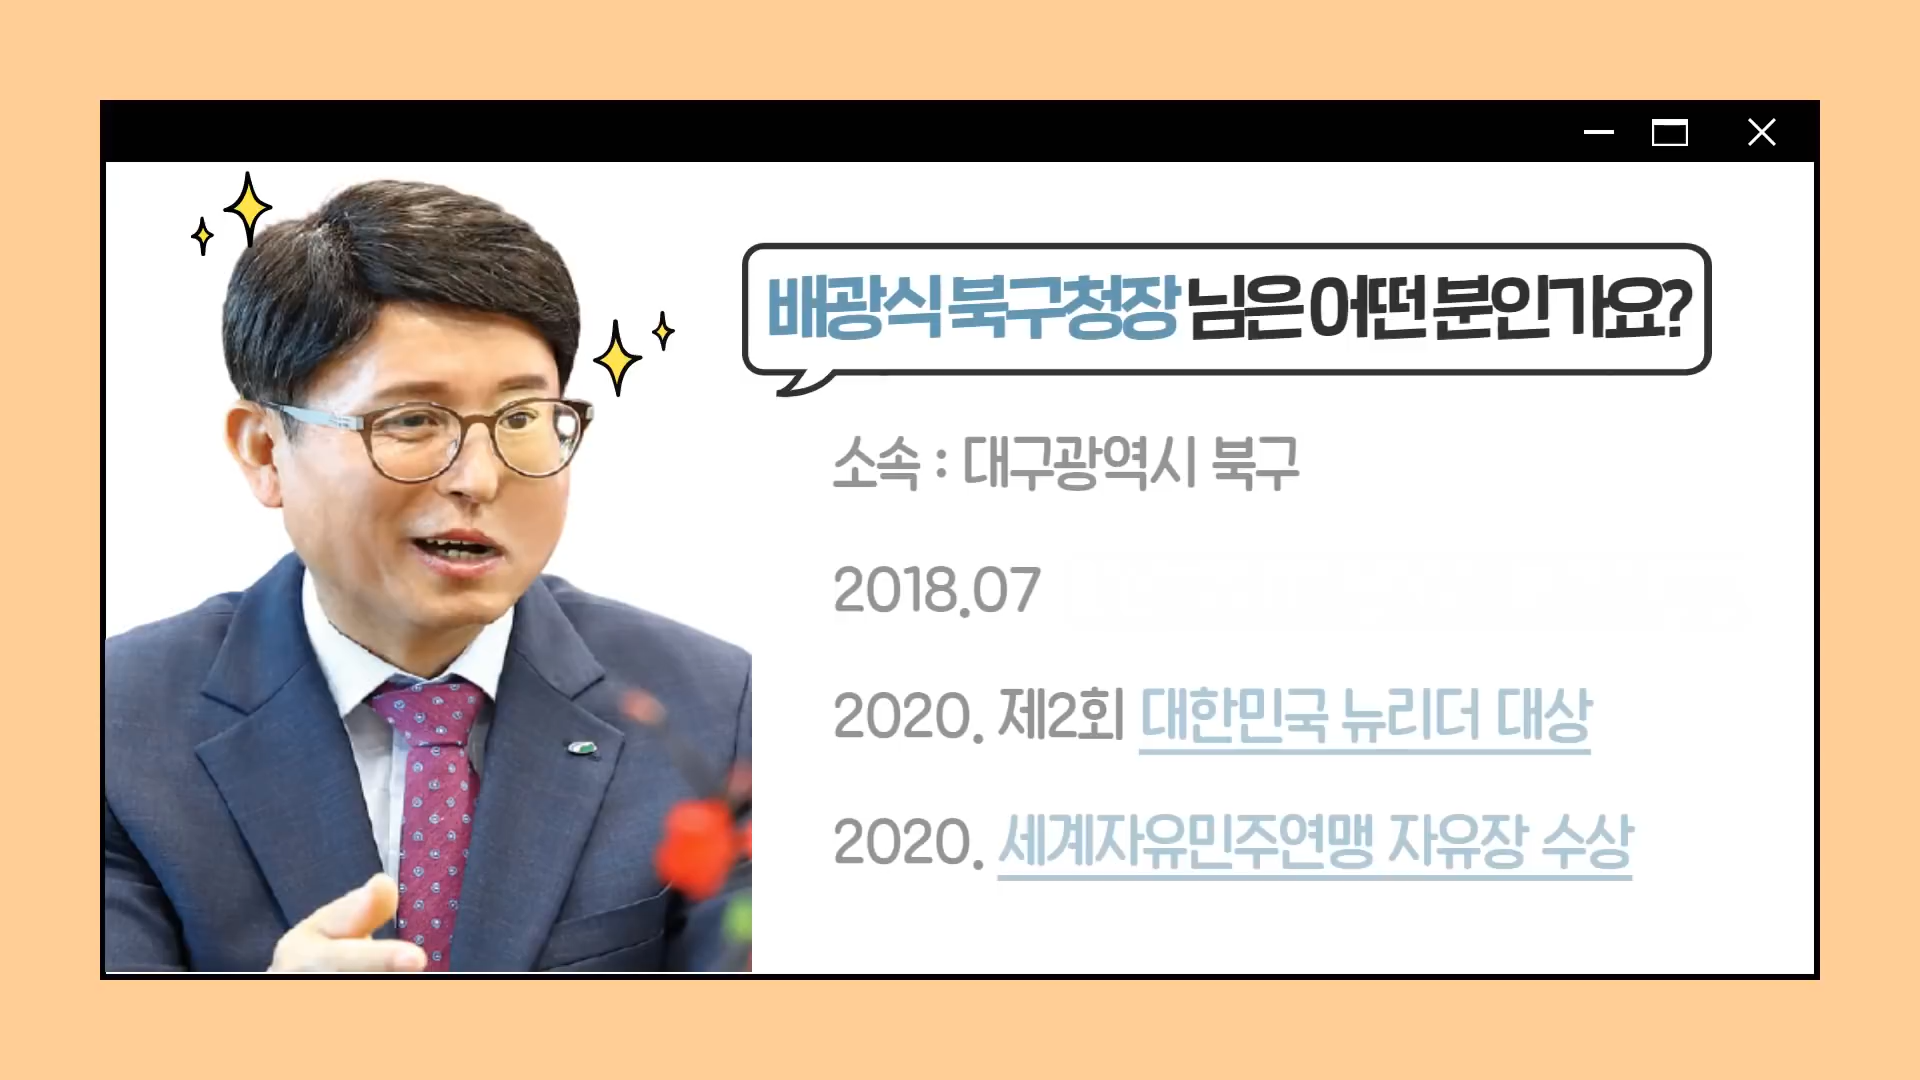 배광식 북구청장 님은 어떤 분인가요?
소속 : 대구광역시 북구
2018.07
2020. 제2회 대한민국 뉴리더 대상
2020. 세계자유민주연맹 자유장 수상